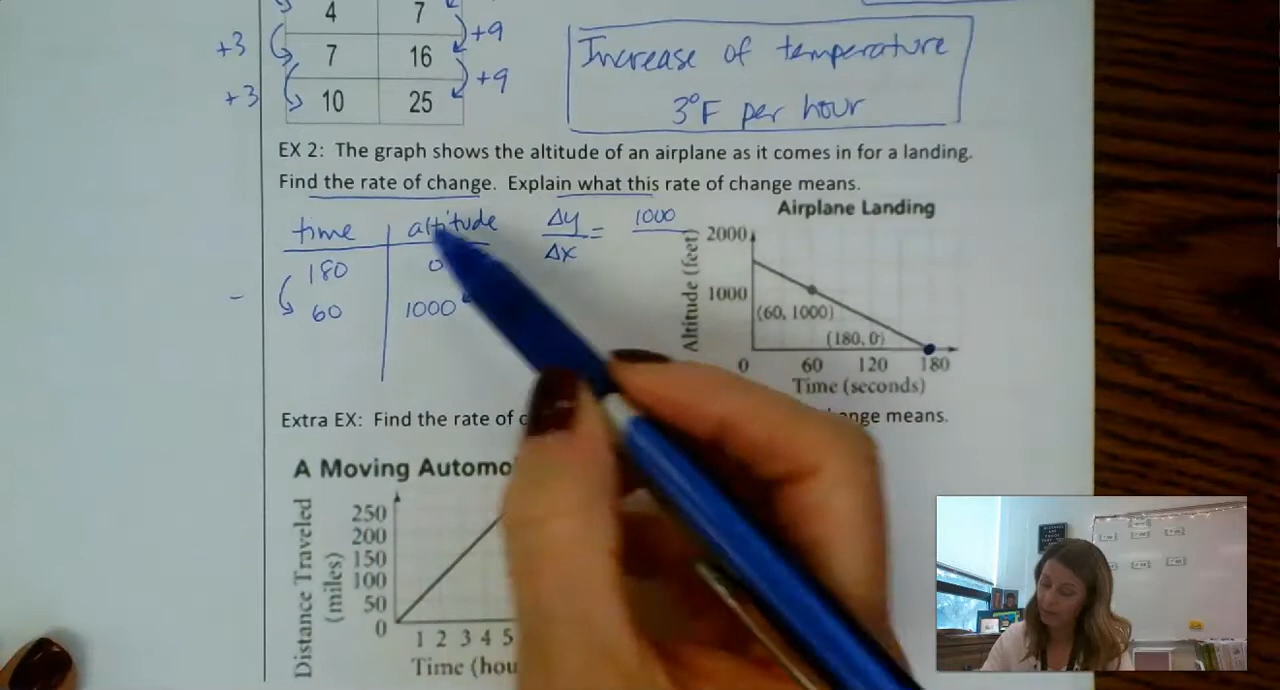 4 7 +9
+3 7 16 +9
+3 10 25
Increase of temperature
3°F per hour
EX 2: The graph shows the altitude of an airplane as it comes in for a landing.
Find the rate of change. Explain what this rate of change means.
time altitude
180 0
- 60 1000
Δy
Δx
=
1000
Airplane Landing
Altitude (feet)
2000
1000
0
(60, 1000)
(180, 0)
60 120 180
Time (seconds)
Extra EX: Find the rate of
means.
A Moving
Distance Traveled
(miles)
250
200
150
100
50
0
1 2 3 4 5
Time